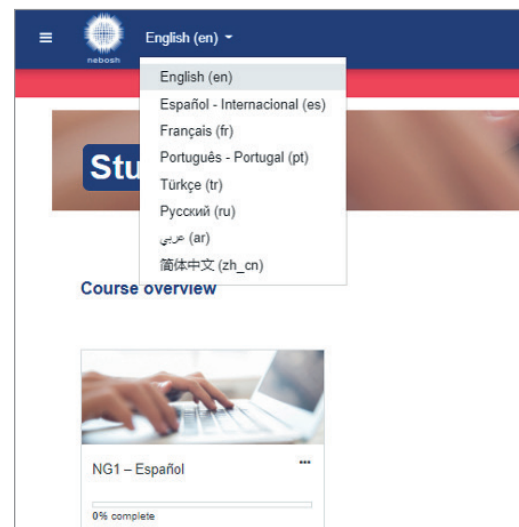 nebosh
English (en)
English (en)
Español - Internacional (es)
Français (fr)
Português - Portugal (pt)
Türkçe (tr)
Русский (ru)
عربي (ar)
简体中文 (zh_cn)
Stu
Course overview
NG1 – Español
0% complete